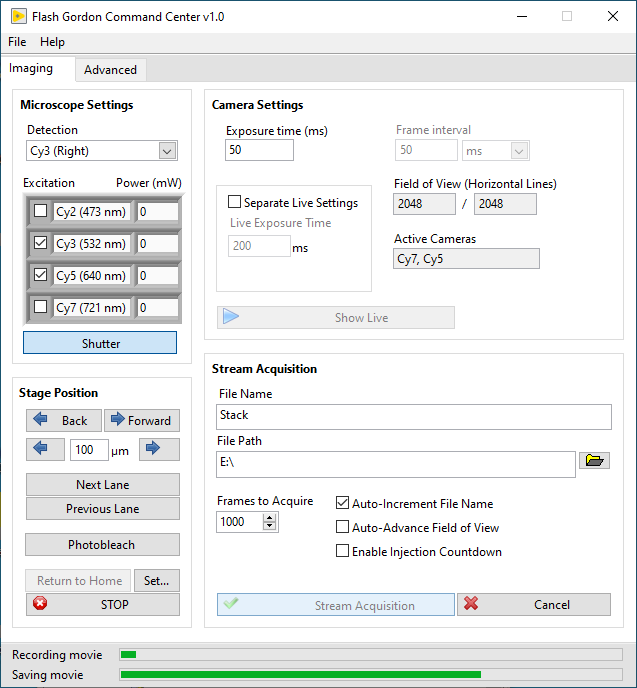 Flash Gordon Command Center v1.0
File Help
Imaging Advanced
Microscope Settings
Detection
Cy3 (Right)
Excitation Power (mW)
Cy2 (473 nm) 0
Cy3 (532 nm) 0
Cy5 (640 nm) 0
Cy7 (721 nm) 0
Shutter
Stage Position
Back Forward
100 µm
Next Lane
Previous Lane
Photobleach
Return to Home Set...
STOP
Camera Settings
Exposure time (ms) Frame interval
50 50 ms
Separate Live Settings
Live Exposure Time
200 ms
Field of View (Horizontal Lines)
2048 / 2048
Active Cameras
Cy7, Cy5
Show Live
Stream Acquisition
File Name
Stack
File Path
E:\
Frames to Acquire
1000
Auto-Increment File Name
Auto-Advance Field of View
Enable Injection Countdown
Stream Acquisition Cancel
Recording movie
Saving movie